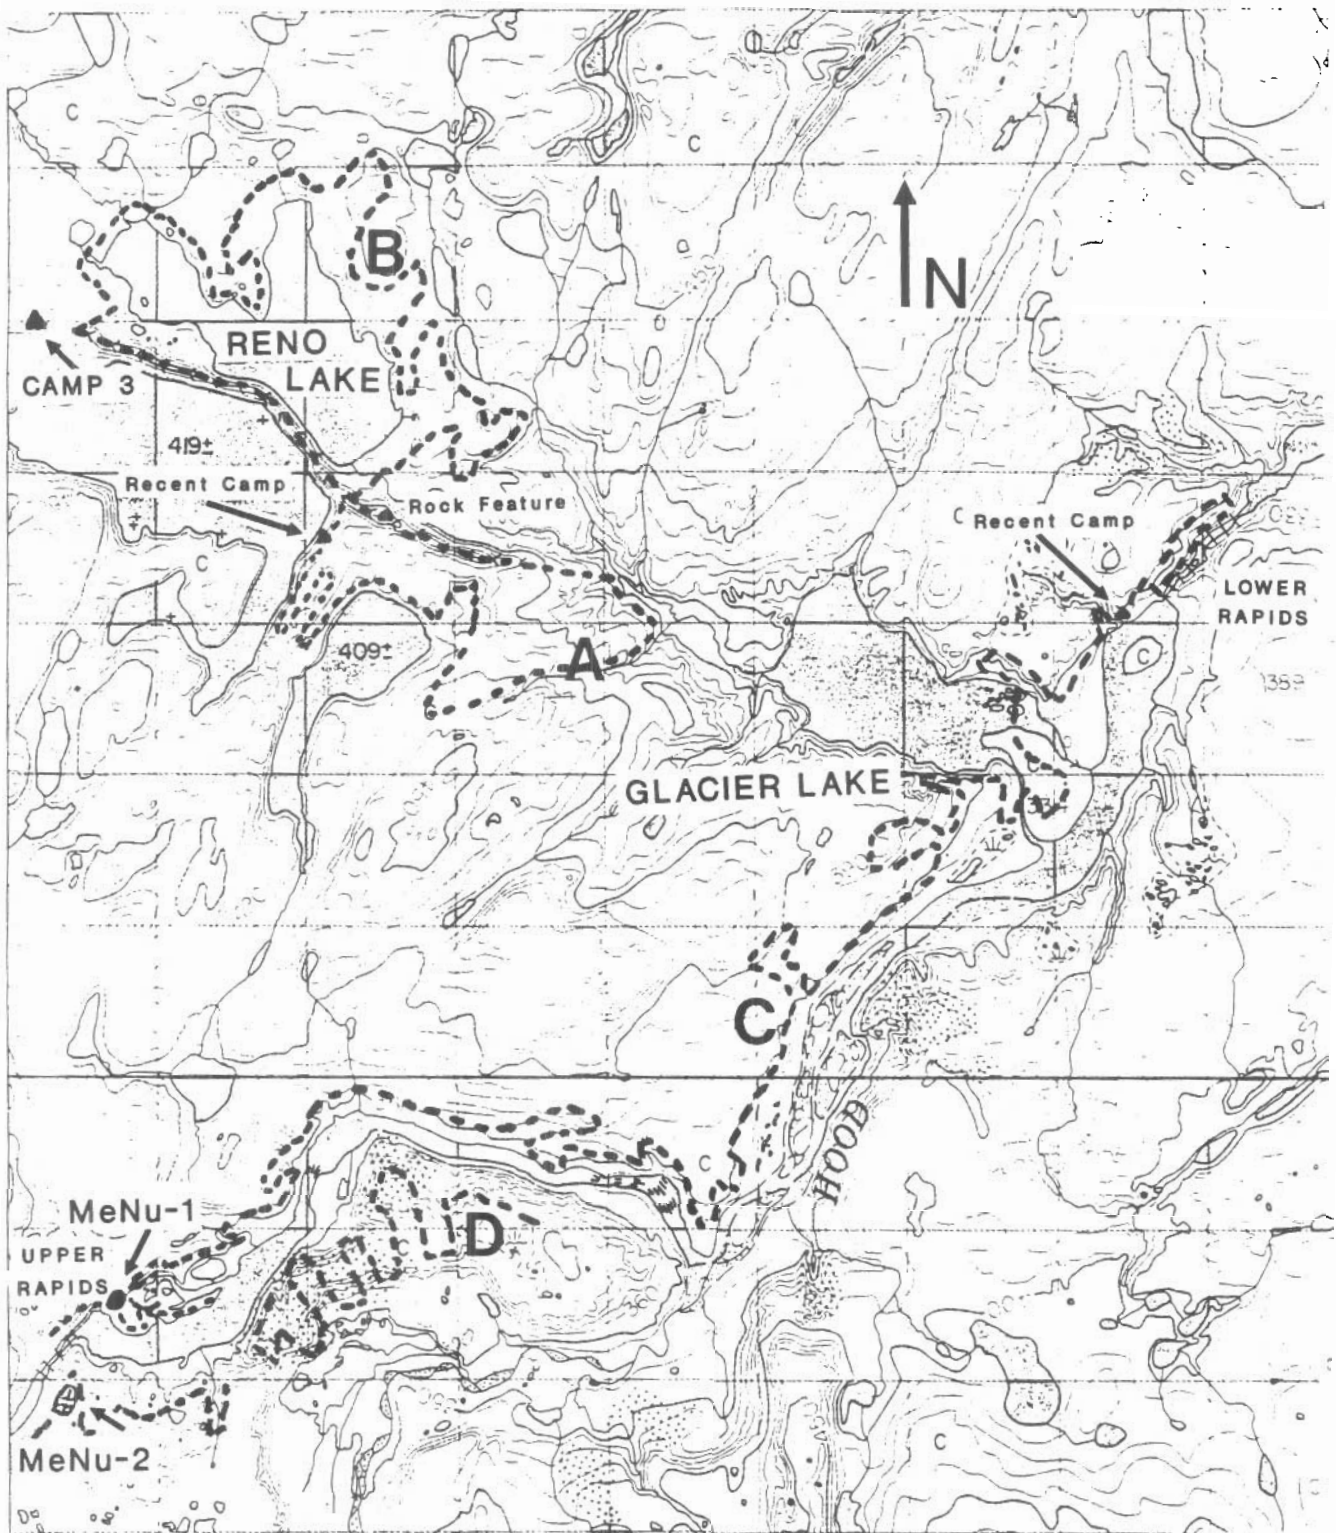 C
C
B
N
RENO
LAKE
CAMP 3
419±
Recent Camp
Rock Feature
C
Recent Camp
C
LOWER
RAPIDS
409±
A
C
GLACIER LAKE
C
C
HOOD
MeNu-1
UPPER
RAPIDS
D
MeNu-2
C